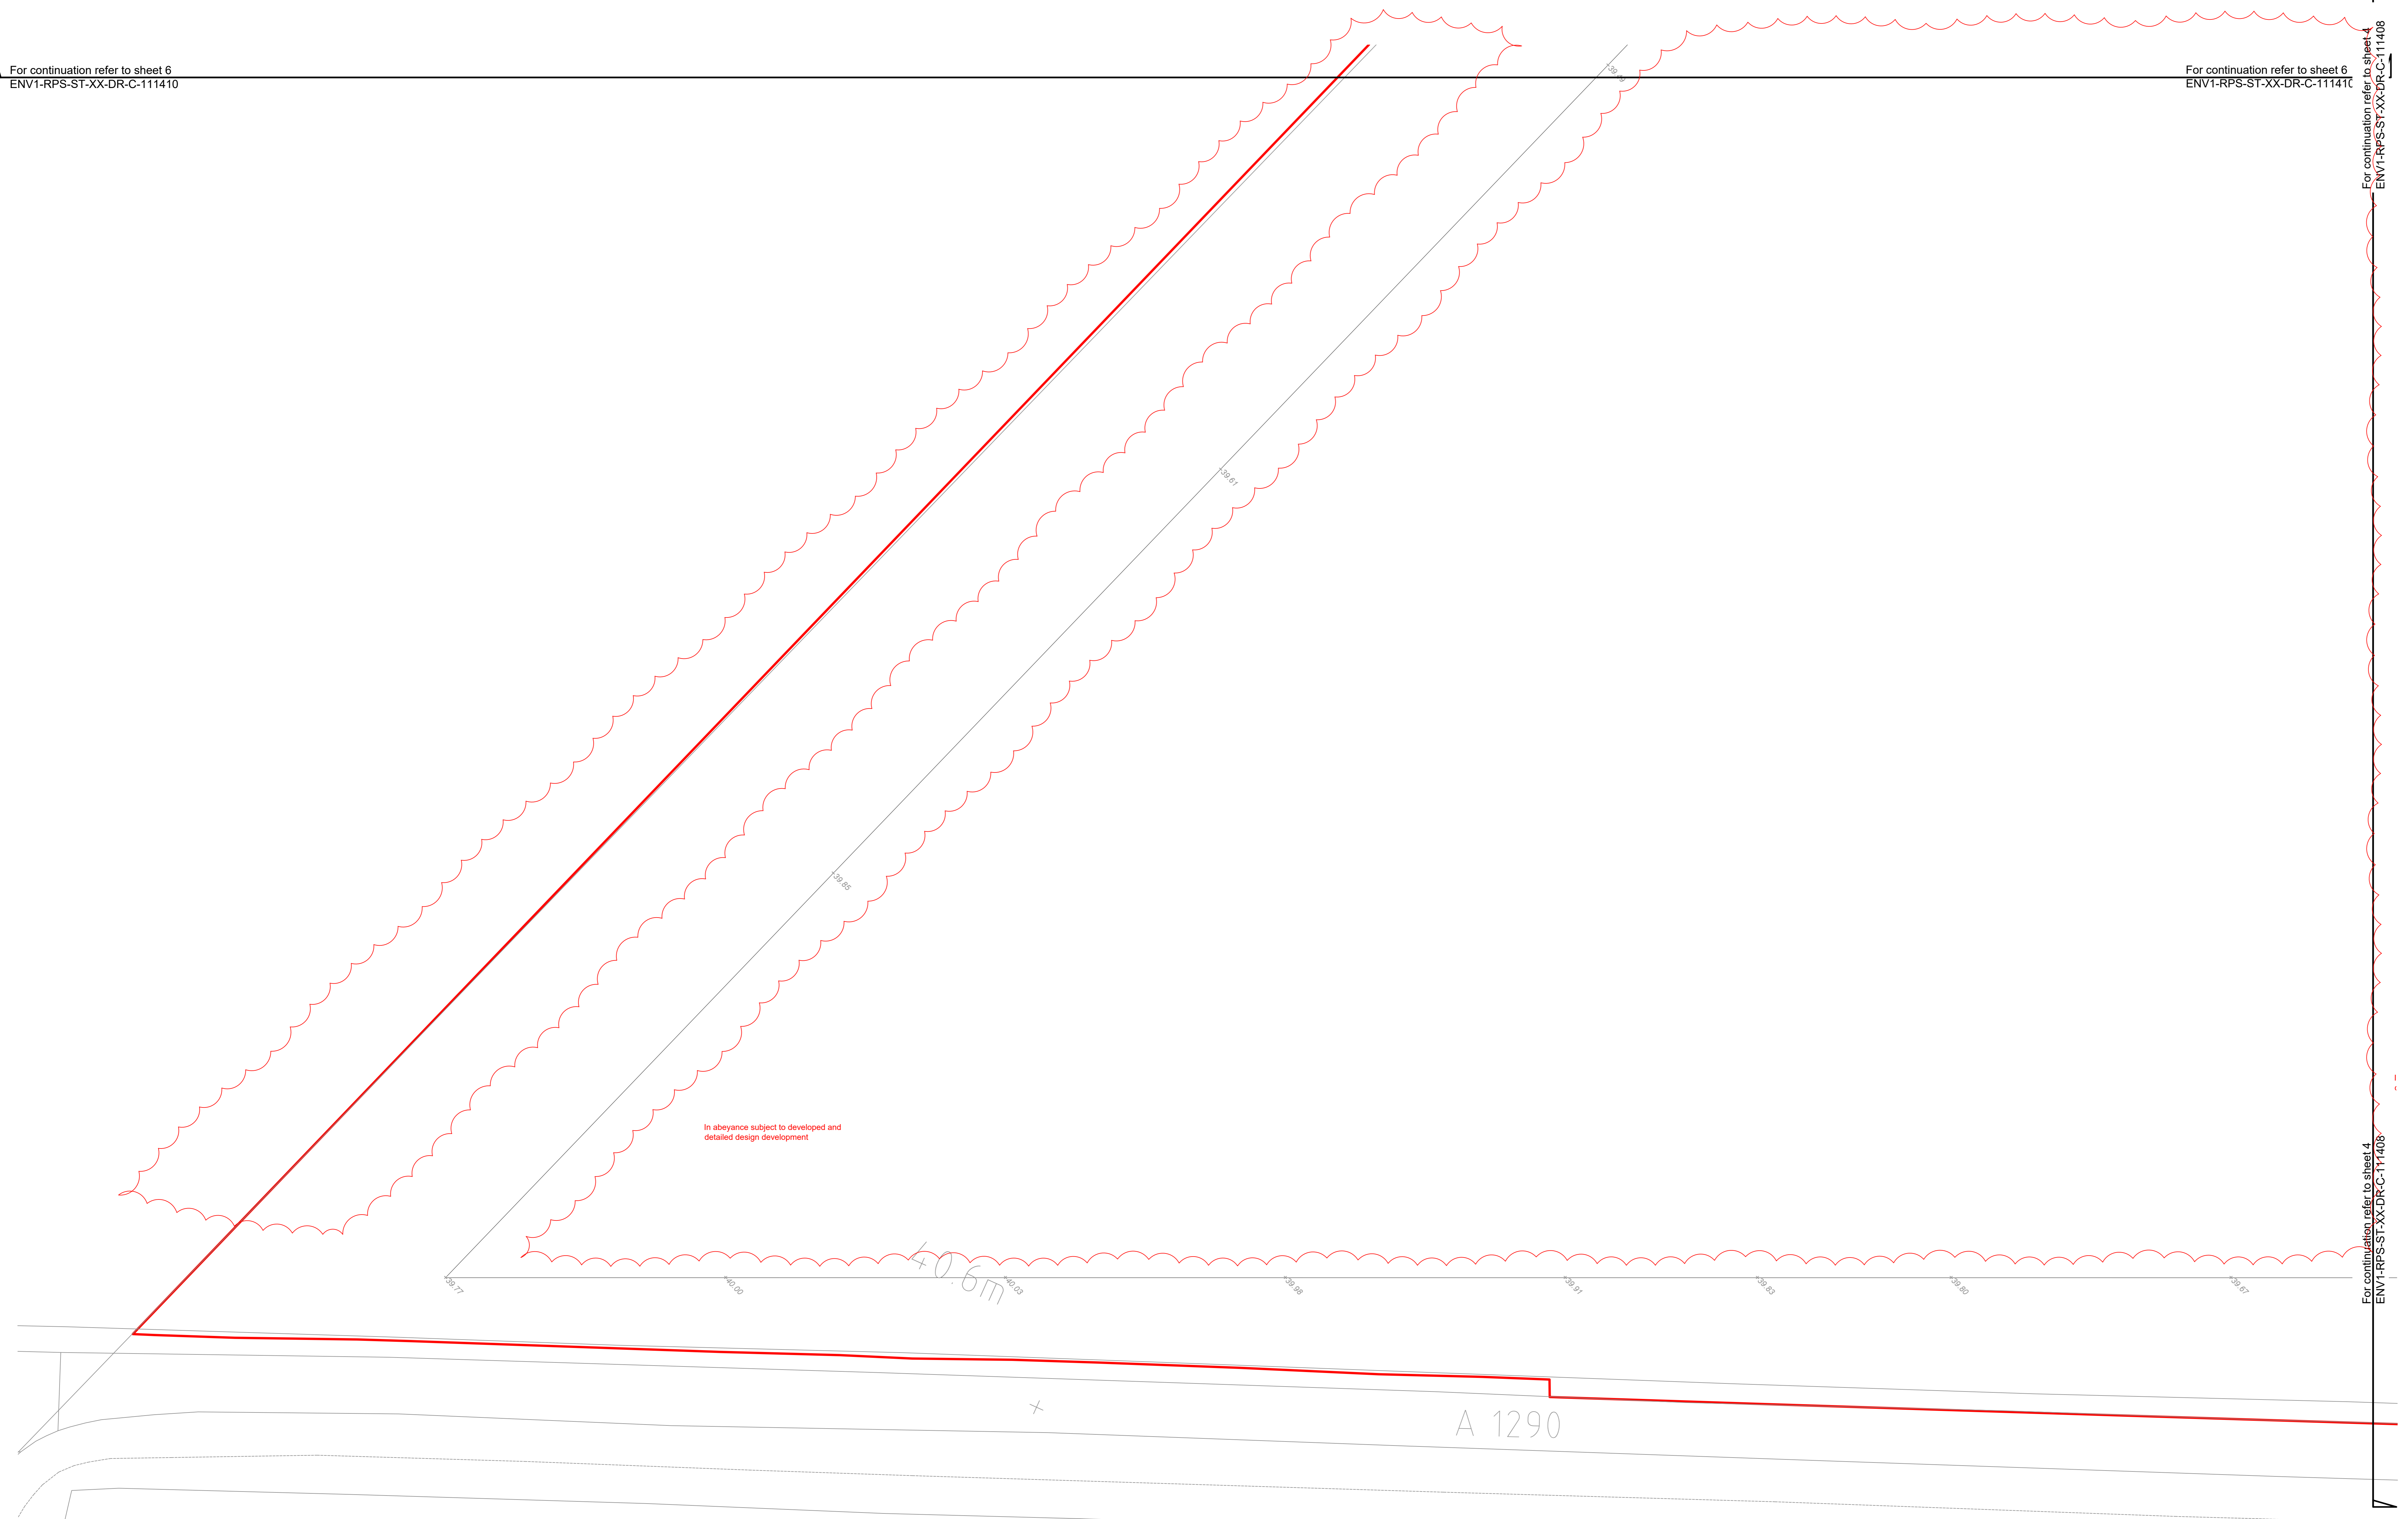 For continuation refer to sheet 6
ENV1-RPS-ST-XX-DR-C-111410
For continuation refer to sheet 6
ENV1-RPS-ST-XX-DR-C-11141
For continuation refer to sheet 4
ENV1-RPS-ST-XX-DR-C-111408
39.61
39.85
In abeyance subject to developed and
detailed design development
For continuation refer to sheet 4
ENV1-RPS-ST-XX-DR-C-111408
+0.6m
39.77
40.00
40.03
39.98
39.91
39.83
39.80
39.67
A 1290